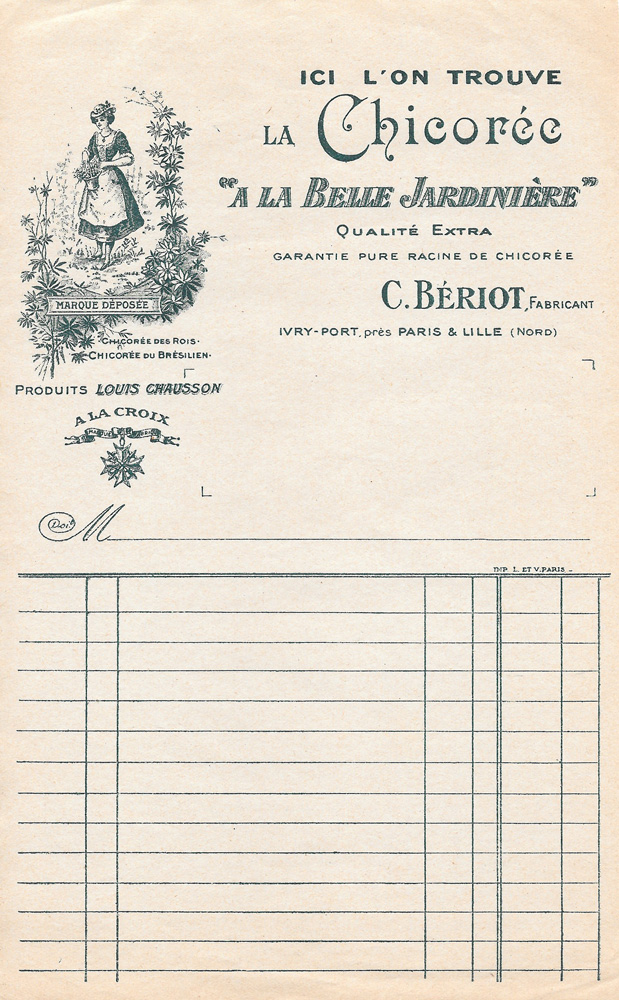 ICI L'ON TROUVE
LA Chicorée
"A LA BELLE JARDINIÈRE"
QUALITÉ EXTRA
GARANTIE PURE RACINE DE CHICORÉE
C. BÉRIOT, FABRICANT
IVRY-PORT, près PARIS & LILLE (NORD)
MARQUE DÉPOSÉE
CHICORÉE DES ROIS.
CHICORÉE DU BRÉSILIEN.
PRODUITS LOUIS CHAUSSON
A LA CROIX
Doit M
IMP. L. ET V. PARIS